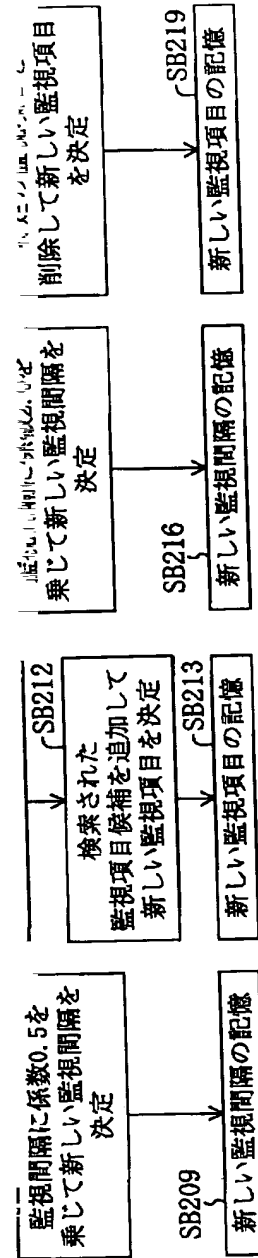 監視間隔に係数0.5を
乗じて新しい監視間隔を
決定
SB209
新しい監視間隔の記憶
SB212
検索された
監視項目候補を追加して
新しい監視項目を決定
SB213
新しい監視項目の記憶
乗じて新しい監視間隔を
決定
SB216
新しい監視間隔の記憶
削除して新しい監視項目
を決定
SB219
新しい監視項目の記憶